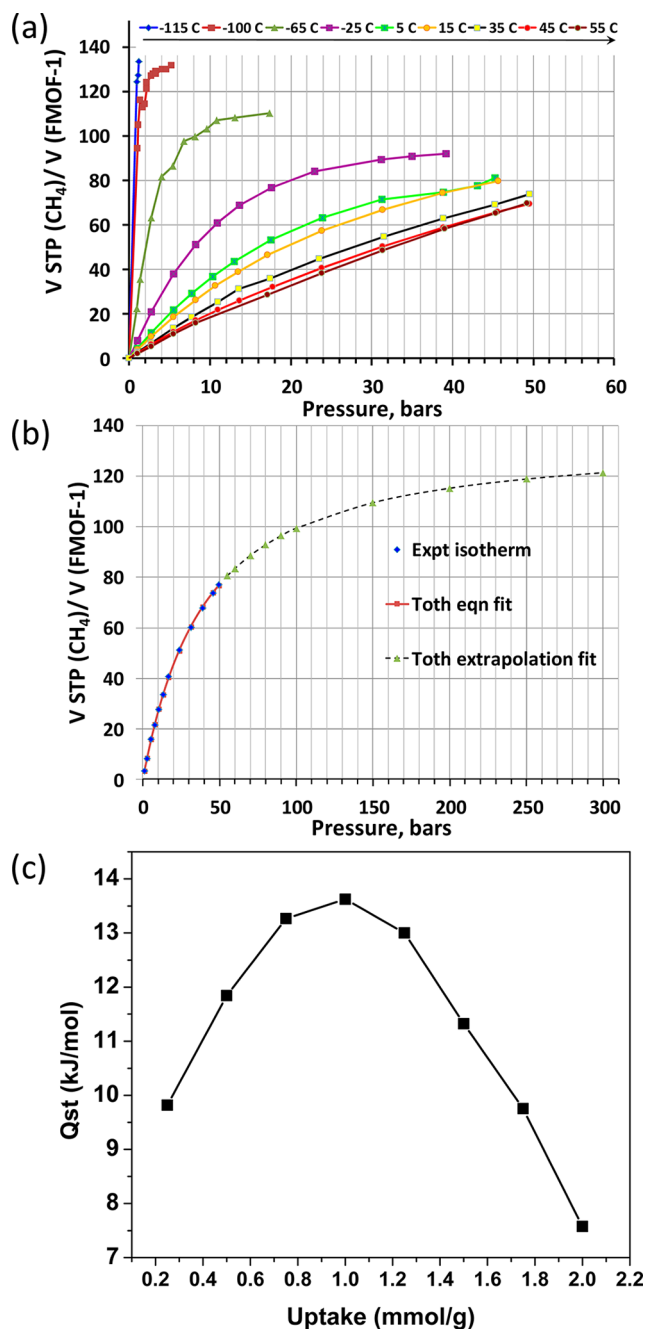 (a)
-115 C -100 C -65 C -25 C 5 C 15 C 35 C 45 C 55 C
V STP (CH₄)/ V (FMOF-1)
140
120
100
80
60
40
20
0
0 10 20 30 40 50 60
Pressure, bars
(b)
V STP (CH₄)/ V (FMOF-1)
140
120
100
80
60
40
20
0
Expt isotherm
Toth eqn fit
Toth extrapolation fit
0 50 100 150 200 250 300
Pressure, bars
(c)
Qst (kJ/mol)
14
13
12
11
10
9
8
7
0.2 0.4 0.6 0.8 1.0 1.2 1.4 1.6 1.8 2.0 2.2
Uptake (mmol/g)